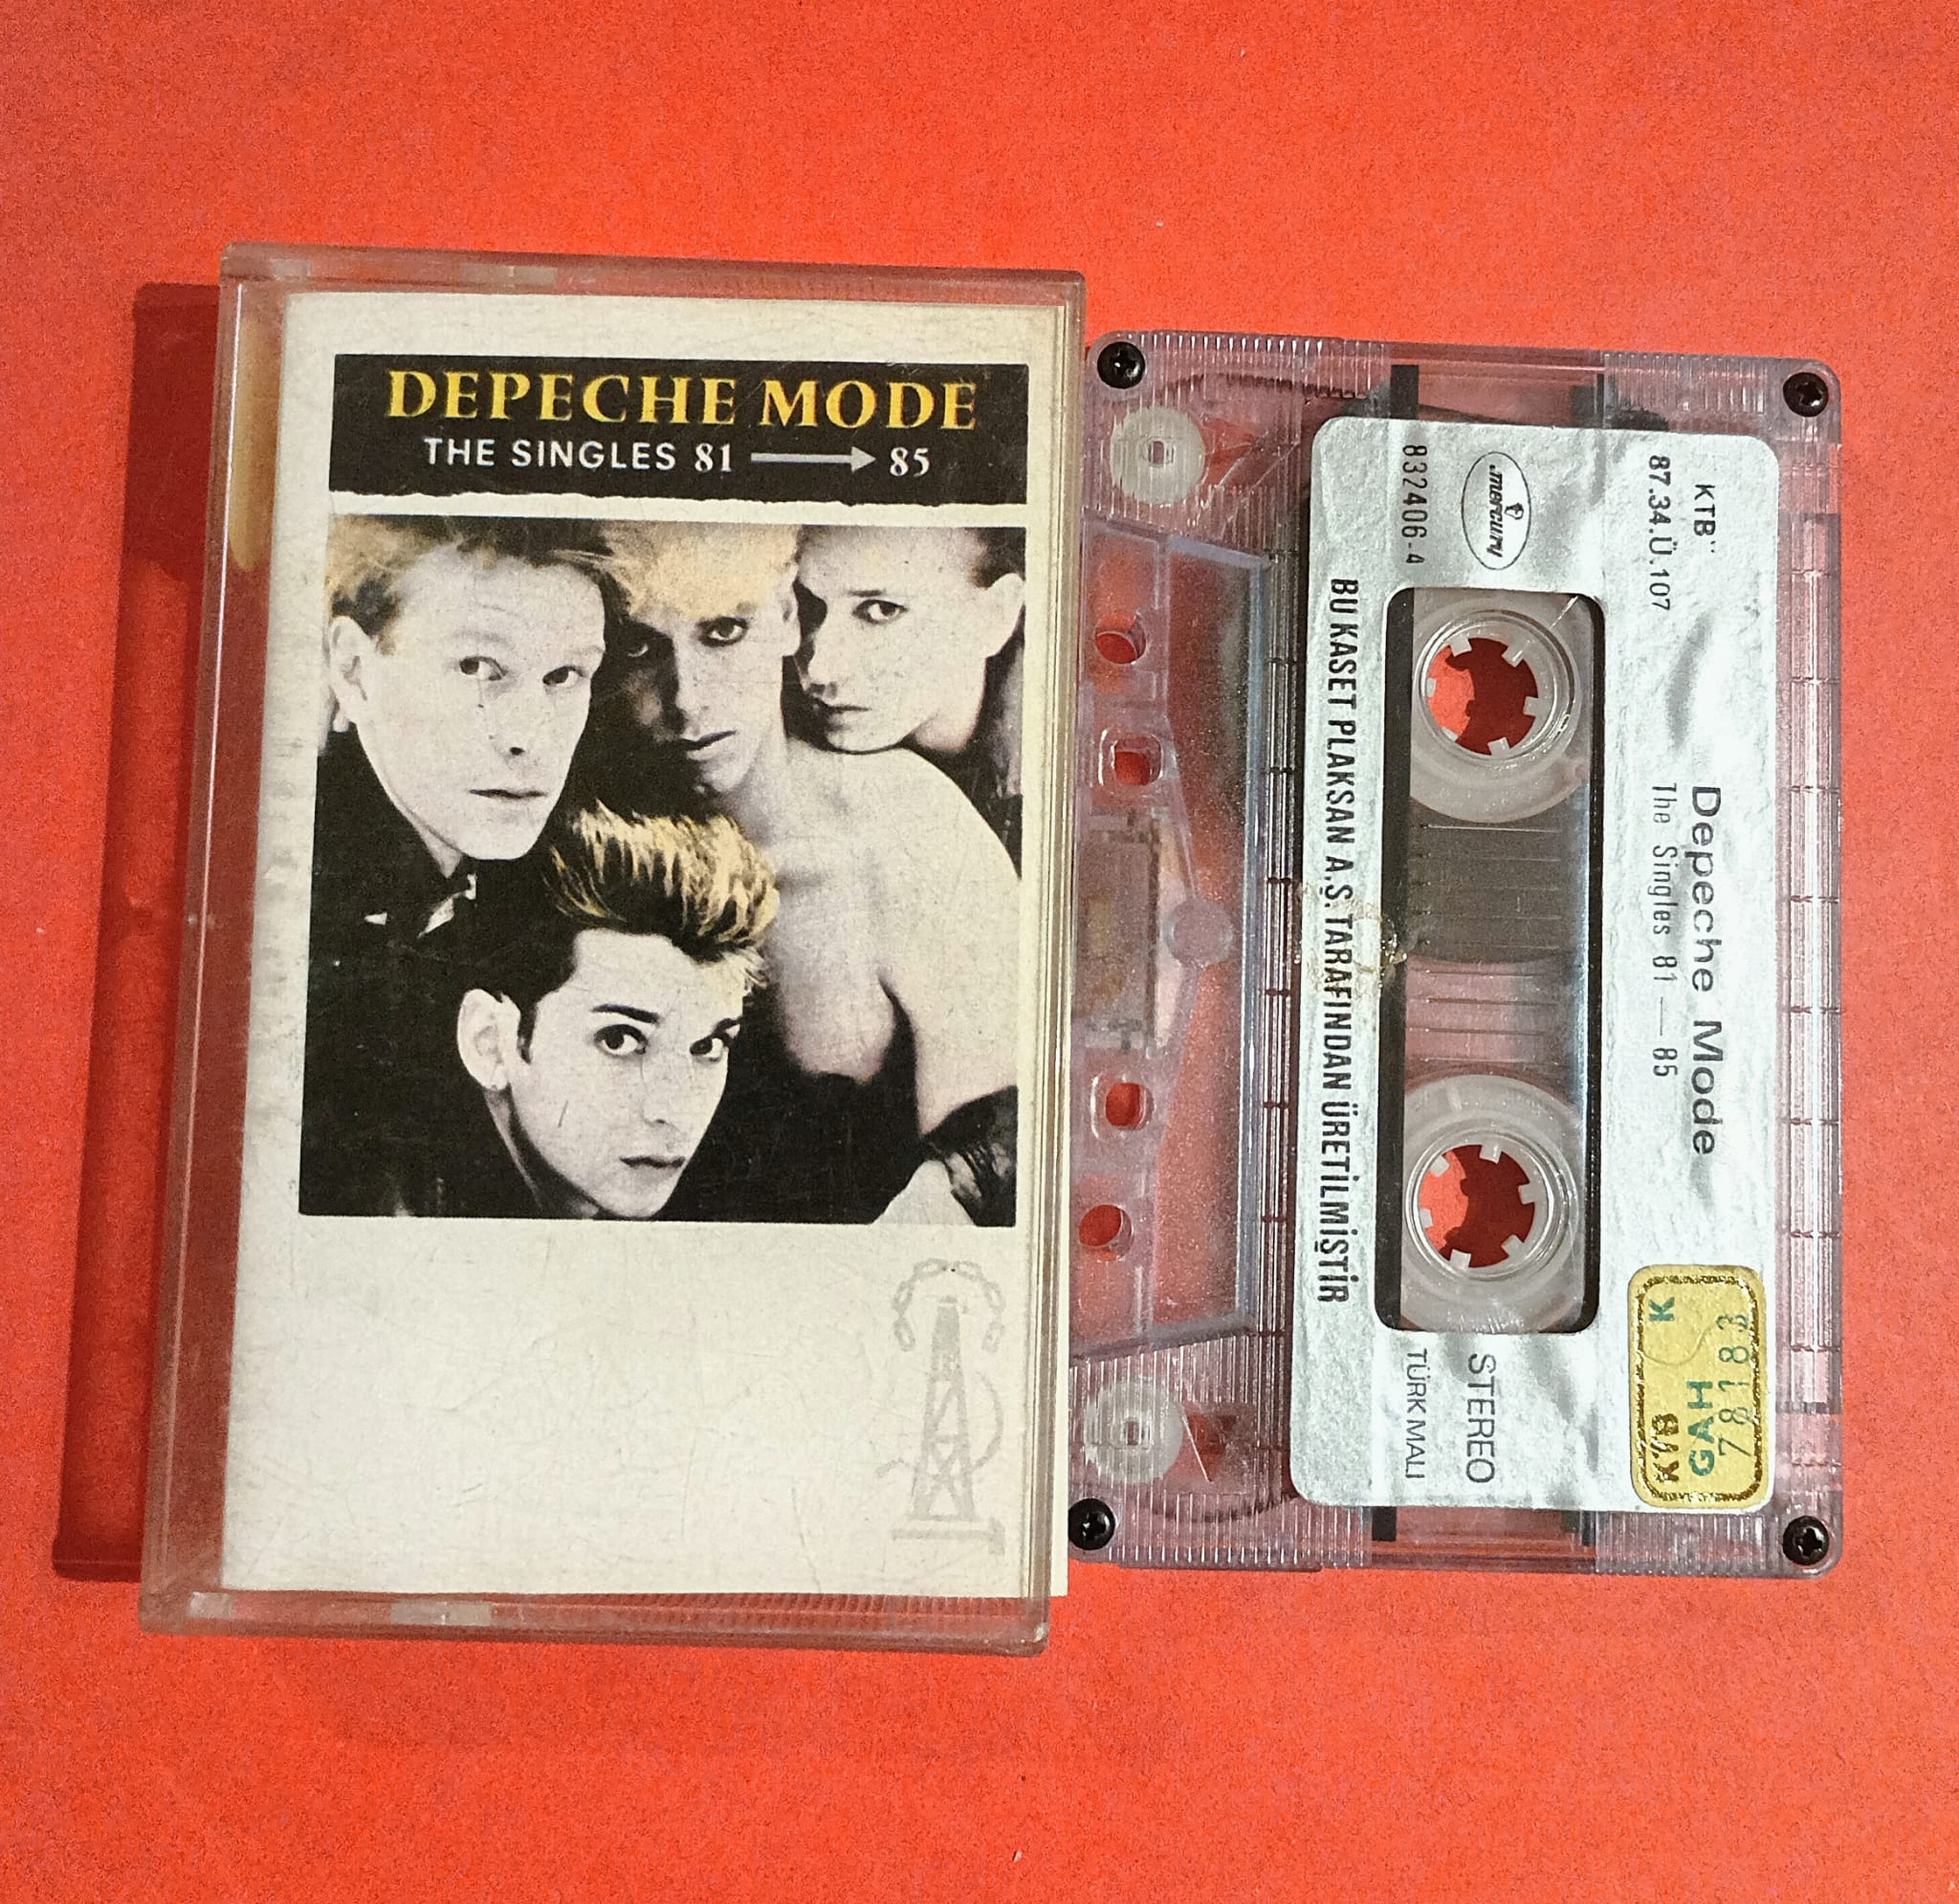 DEPECHE MODE
THE SINGLES 81 → 85
KTB
87.34.Ü.107
Depeche Mode
The Singles 81 — 85
mercury
832406-4
BU KASET PLAKSAN A.Ş. TARAFINDAN ÜRETİLMİŞTİR
STEREO
TÜRK MALI
K
GAH